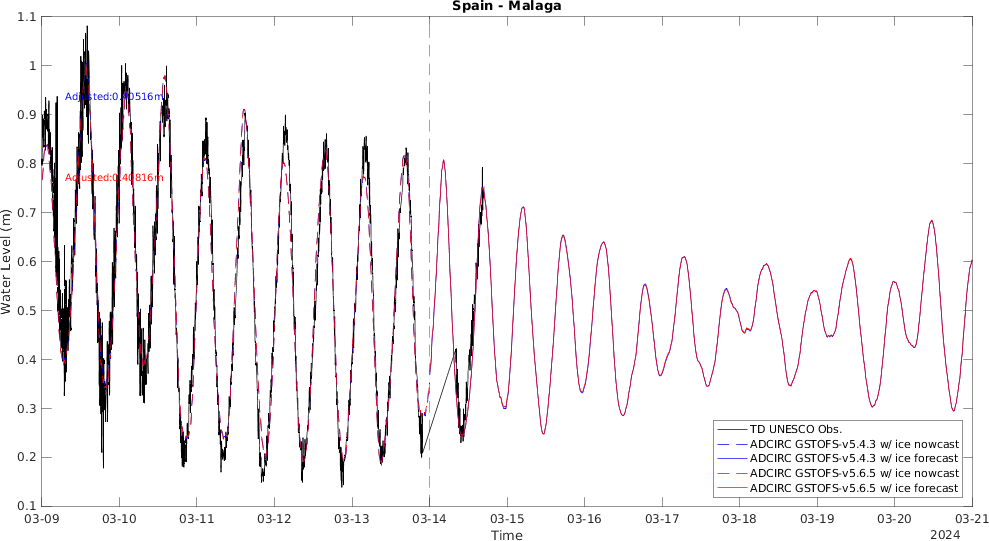 Spain - Malaga
1.1
1
0.9
0.8
0.7
0.6
0.5
0.4
0.3
0.2
0.1
Water Level (m)
Adjusted:0.40516m
Adjusted:0.40816m
TD UNESCO Obs.
ADCIRC GSTOFS-v5.4.3 w/ ice nowcast
ADCIRC GSTOFS-v5.4.3 w/ ice forecast
ADCIRC GSTOFS-v5.6.5 w/ ice nowcast
ADCIRC GSTOFS-v5.6.5 w/ ice forecast
03-09 03-10 03-11 03-12 03-13 03-14 03-15 03-16 03-17 03-18 03-19 03-20 03-21
Time
2024